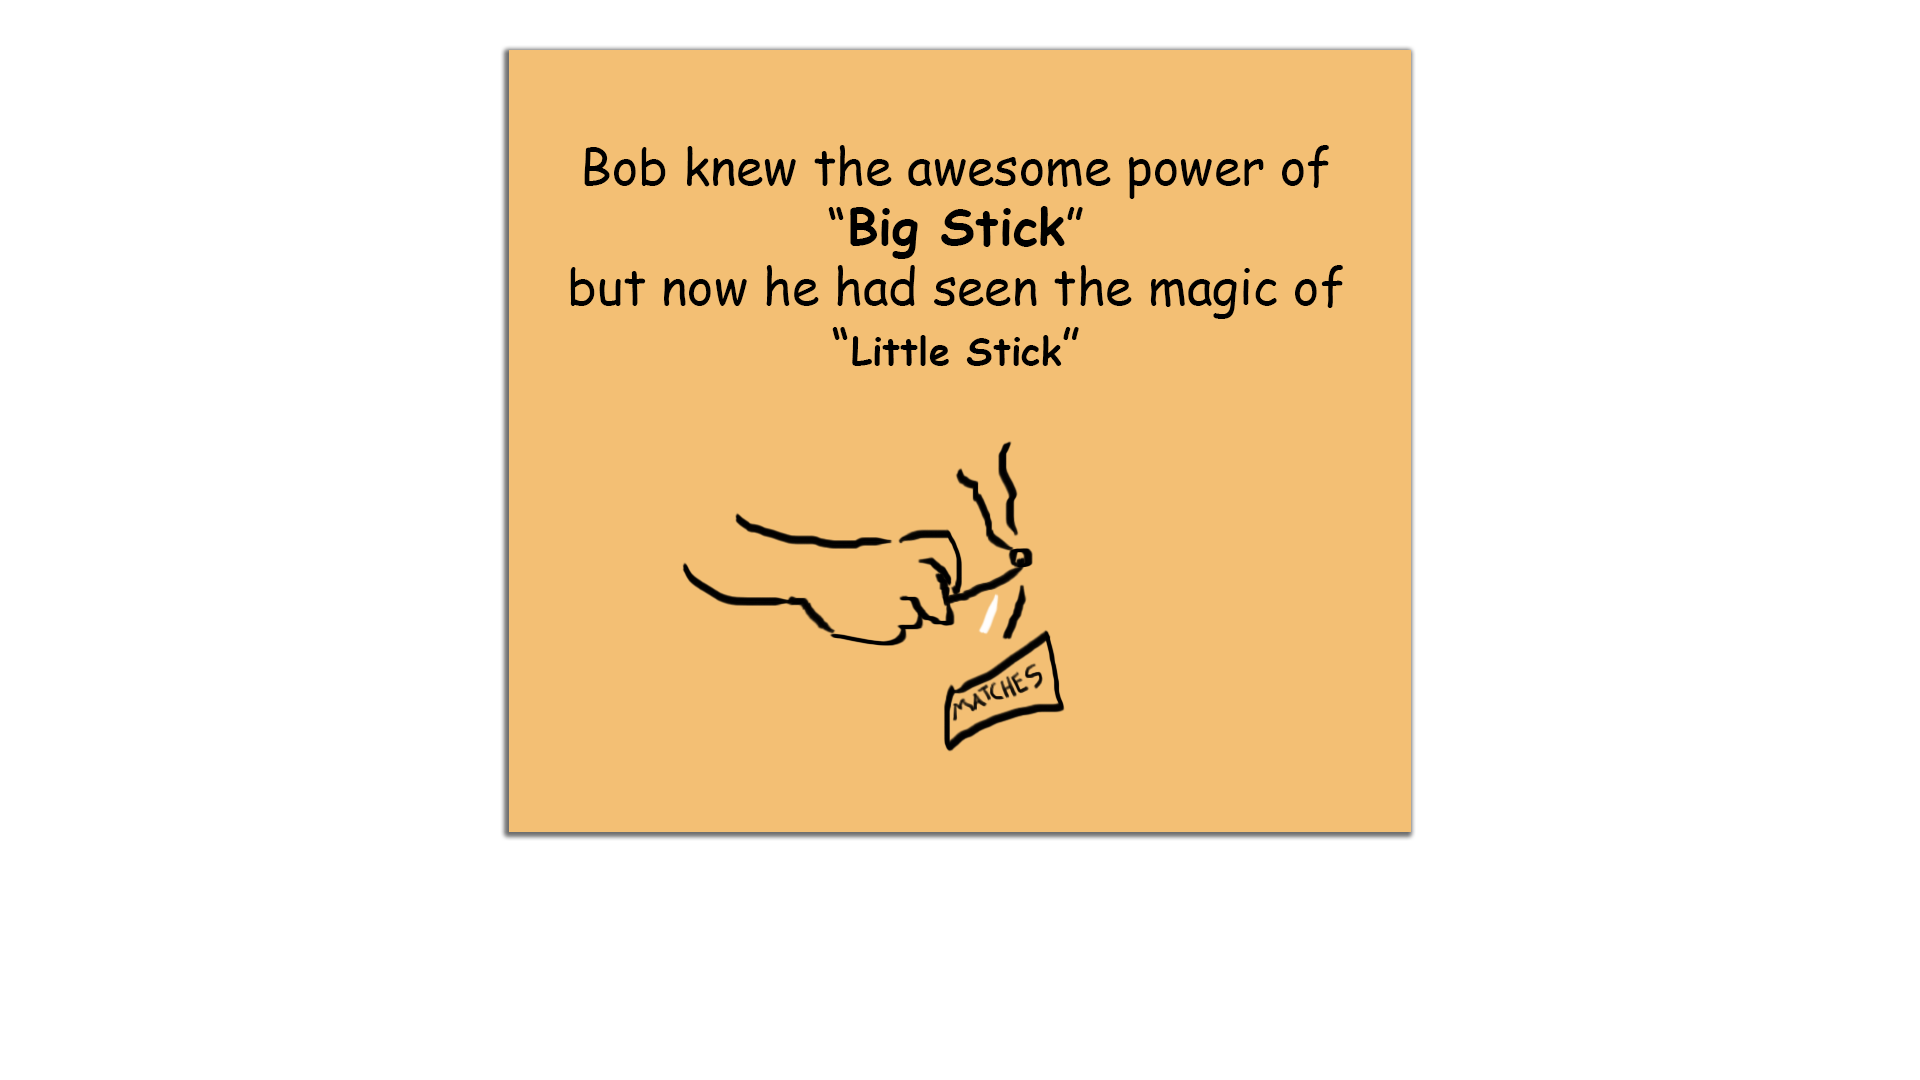 Bob knew the awesome power of
“Big Stick”
but now he had seen the magic of
“Little Stick”
MATCHES